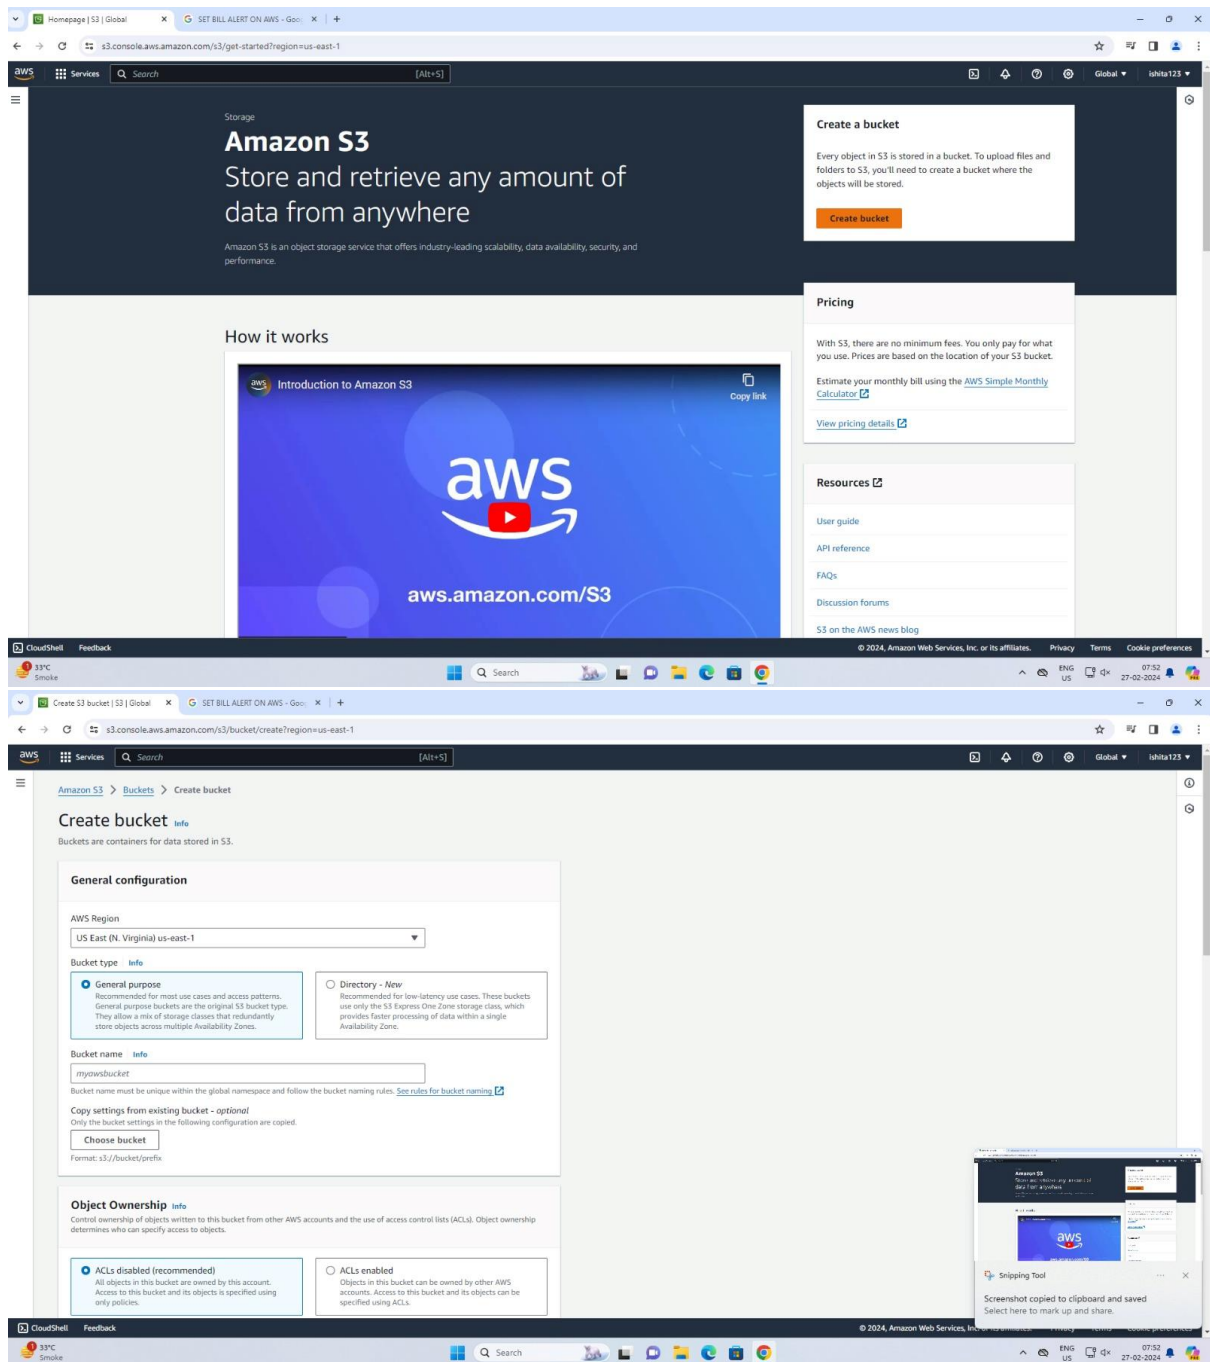 Homepage | S3 | Global
SET BILL ALERT ON AWS - Goo
s3.console.aws.amazon.com/s3/get-started?region=us-east-1
aws
Services
Search
[Alt+S]
Global
ishita123
Storage
Amazon S3
Store and retrieve any amount of
data from anywhere
Amazon S3 is an object storage service that offers industry-leading scalability, data availability, security, and
performance.
Create a bucket
Every object in S3 is stored in a bucket. To upload files and
folders to S3, you'll need to create a bucket where the
objects will be stored.
Create bucket
How it works
Introduction to Amazon S3
Copy link
aws
aws.amazon.com/S3
Pricing
With S3, there are no minimum fees. You only pay for what
you use. Prices are based on the location of your S3 bucket.
Estimate your monthly bill using the AWS Simple Monthly
Calculator
View pricing details
Resources
User guide
API reference
FAQs
Discussion forums
S3 on the AWS news blog
CloudShell
Feedback
© 2024, Amazon Web Services, Inc. or its affiliates.
Privacy
Terms
Cookie preferences
33°C
Smoke
Search
ENG
US
07:52
27-02-2024
Create S3 bucket | S3 | Global
SET BILL ALERT ON AWS - Goo
s3.console.aws.amazon.com/s3/bucket/create?region=us-east-1
aws
Services
Search
[Alt+S]
Global
ishita123
Amazon S3 > Buckets > Create bucket
Create bucket Info
Buckets are containers for data stored in S3.
General configuration
AWS Region
US East (N. Virginia) us-east-1
Bucket type Info
General purpose
Recommended for most use cases and access patterns.
General purpose buckets are the original S3 bucket type.
They allow a mix of storage classes that redundantly
store objects across multiple Availability Zones.
Directory - New
Recommended for low-latency use cases. These buckets
use only the S3 Express One Zone storage class, which
provides faster processing of data within a single
Availability Zone.
Bucket name Info
myawsbucket
Bucket name must be unique within the global namespace and follow the bucket naming rules. See rules for bucket naming
Copy settings from existing bucket - optional
Only the bucket settings in the following configuration are copied.
Choose bucket
Format: s3://bucket/prefix
Object Ownership Info
Control ownership of objects written to this bucket from other AWS accounts and the use of access control lists (ACLs). Object ownership
determines who can specify access to objects.
ACLs disabled (recommended)
All objects in this bucket are owned by this account.
Access to this bucket and its objects is specified using
only policies.
ACLs enabled
Objects in this bucket can be owned by other AWS
accounts. Access to this bucket and its objects can be
specified using ACLs.
Amazon S3
aws
Snipping Tool
Screenshot copied to clipboard and saved
Select here to mark up and share.
CloudShell
Feedback
© 2024, Amazon Web Services,
33°C
Smoke
Search
ENG
US
07:52
27-02-2024